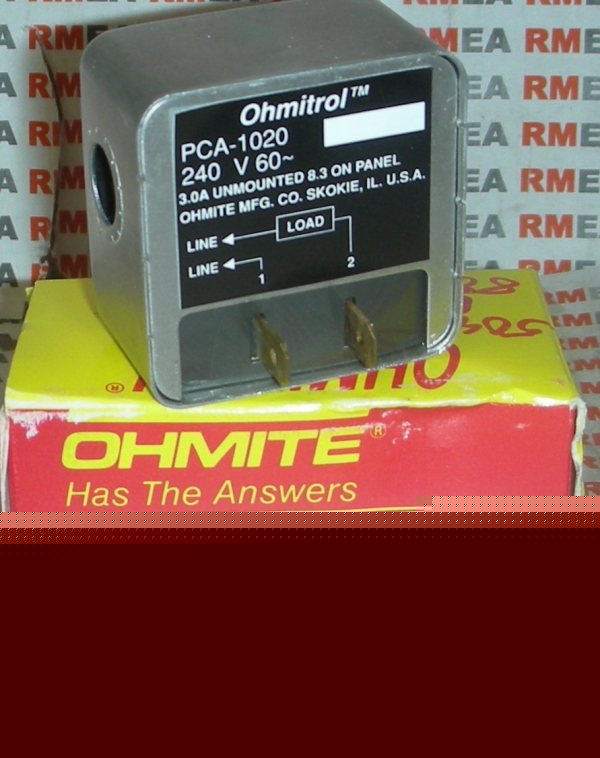 Ohmitrol™
PCA-1020
240 V 60~
3.0A UNMOUNTED 8.3 ON PANEL
OHMITE MFG. CO. SKOKIE, IL. U.S.A.
LINE LOAD
LINE 1 2
OHMITE®
Has The Answers
RMEA RMEA